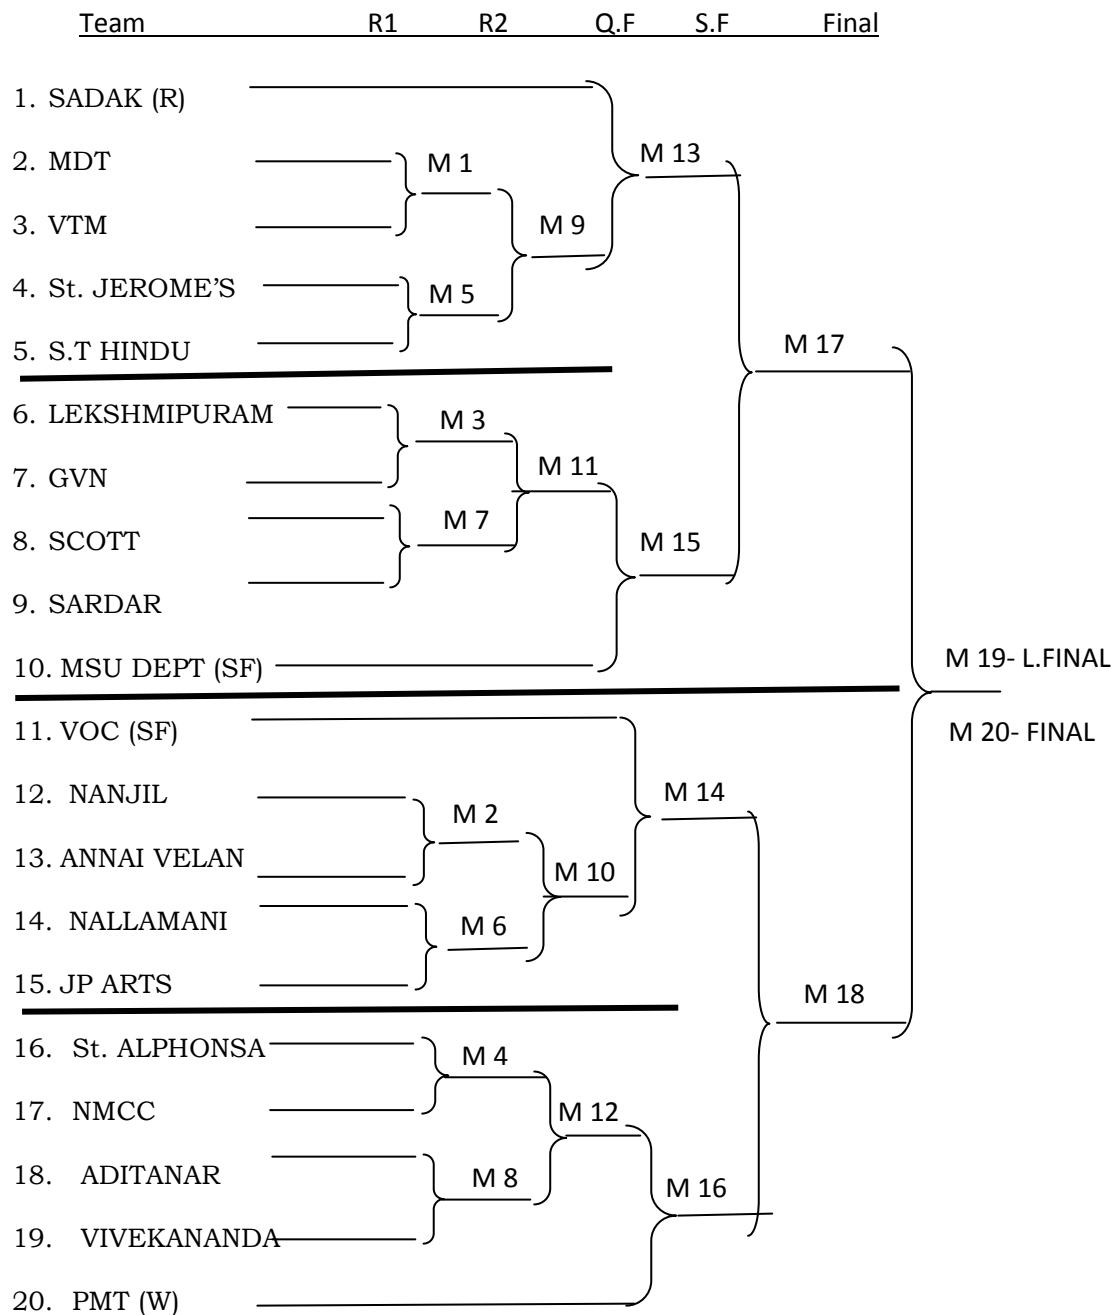 Team R1 R2 Q.F S.F Final
1. SADAK (R)
M 13
2. MDT
M 1
3. VTM
M 9
4. St. JEROME’S
M 5
5. S.T HINDU
M 17
6. LEKSHMIPURAM
M 3
7. GVN
M 11
8. SCOTT
M 7
M 15
9. SARDAR
10. MSU DEPT (SF)
M 19- L.FINAL
11. VOC (SF)
M 20- FINAL
12. NANJIL
M 2
M 14
13. ANNAI VELAN
M 10
14. NALLAMANI
M 6
15. JP ARTS
M 18
16. St. ALPHONSA
M 4
17. NMCC
M 12
18. ADITANAR
M 8
M 16
19. VIVEKANANDA
20. PMT (W)